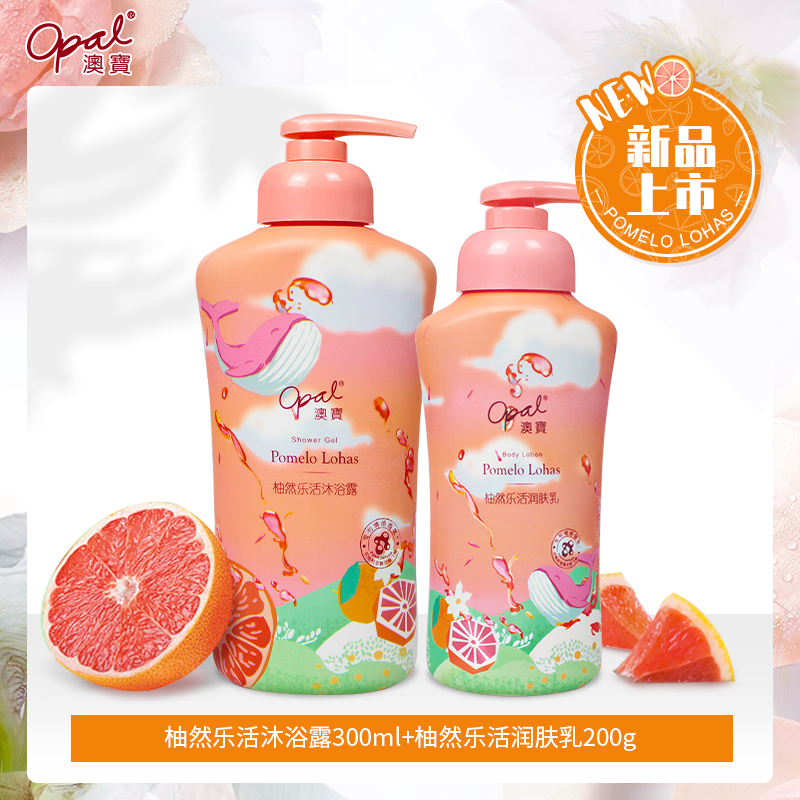 Opal®
澳寶
NEW
新品
上市
POMELO LOHAS
Opal®
澳寶
Shower Gel
Pomelo Lohas
柚然乐活沐浴露
Opal®
澳寶
Body Lotion
Pomelo Lohas
柚然乐活润肤乳
柚然乐活沐浴露300ml+柚然乐活润肤乳200g